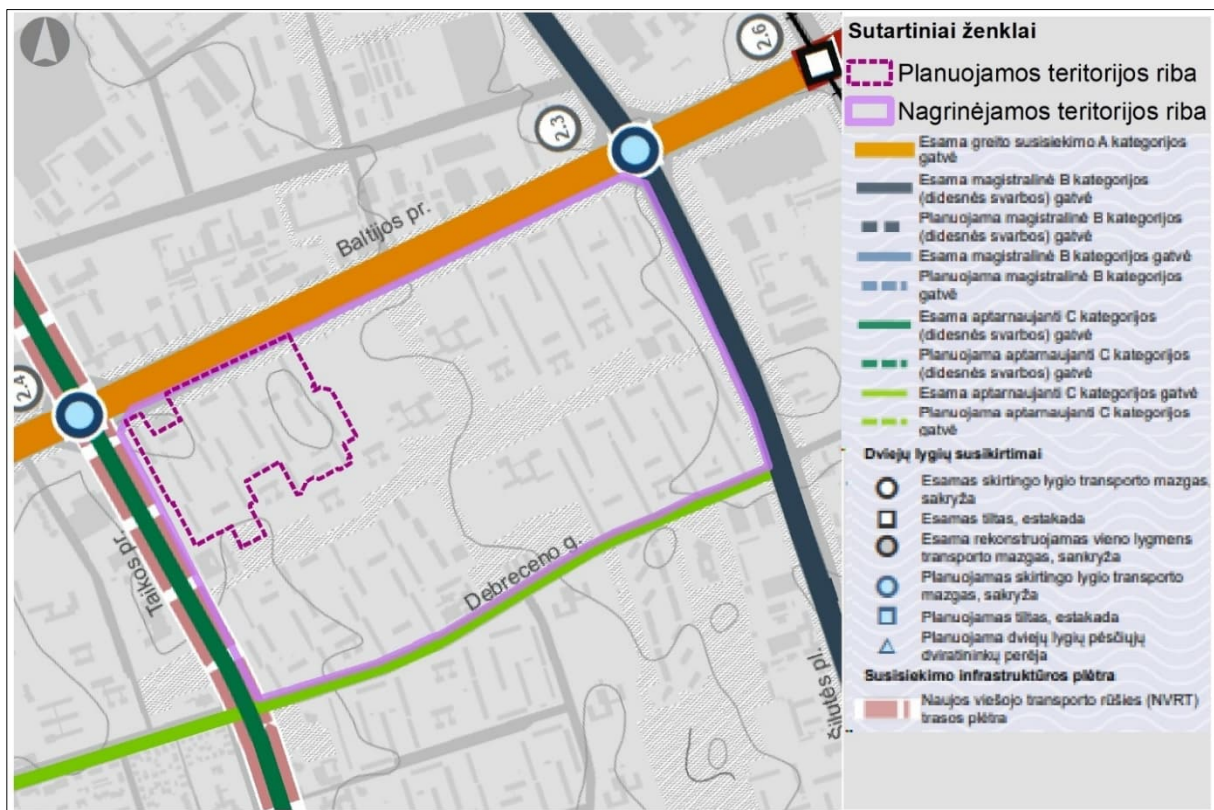 2.6
2.3
Baltijos pr.
2.4
Taikos pr.
Debreceno g.
Šilutės pl.
Sutartiniai ženklai
Planuojamos teritorijos riba
Nagrinėjamos teritorijos riba
Esama greito susisiekimo A kategorijos
gatvė
Esama magistralinė B kategorijos
(didesnės svarbos) gatvė
Planuojama magistralinė B kategorijos
(didesnės svarbos) gatvė
Esama magistralinė B kategorijos gatvė
Planuojama magistralinė B kategorijos
gatvė
Esama aptarnaujanti C kategorijos
(didesnės svarbos) gatvė
Planuojama aptarnaujanti C kategorijos
(didesnės svarbos) gatvė
Esama aptarnaujanti C kategorijos gatvė
Planuojama aptarnaujanti C kategorijos
gatvė
Dviejų lygių susikirtimai
Esamas skirtingo lygio transporto mazgas,
sakryža
Esamas tiltas, estakada
Esama rekonstruojamas vieno lygmens
transporto mazgas, sankryža
Planuojamas skirtingo lygio transporto
mazgas, sakryža
Planuojamas tiltas, estakada
Planuojama dviejų lygių pėsčiųjų
dviratininkų perėja
Susisiekimo infrastruktūros plėtra
Naujos viešojo transporto rūšies (NVRT)
trasos plėtra